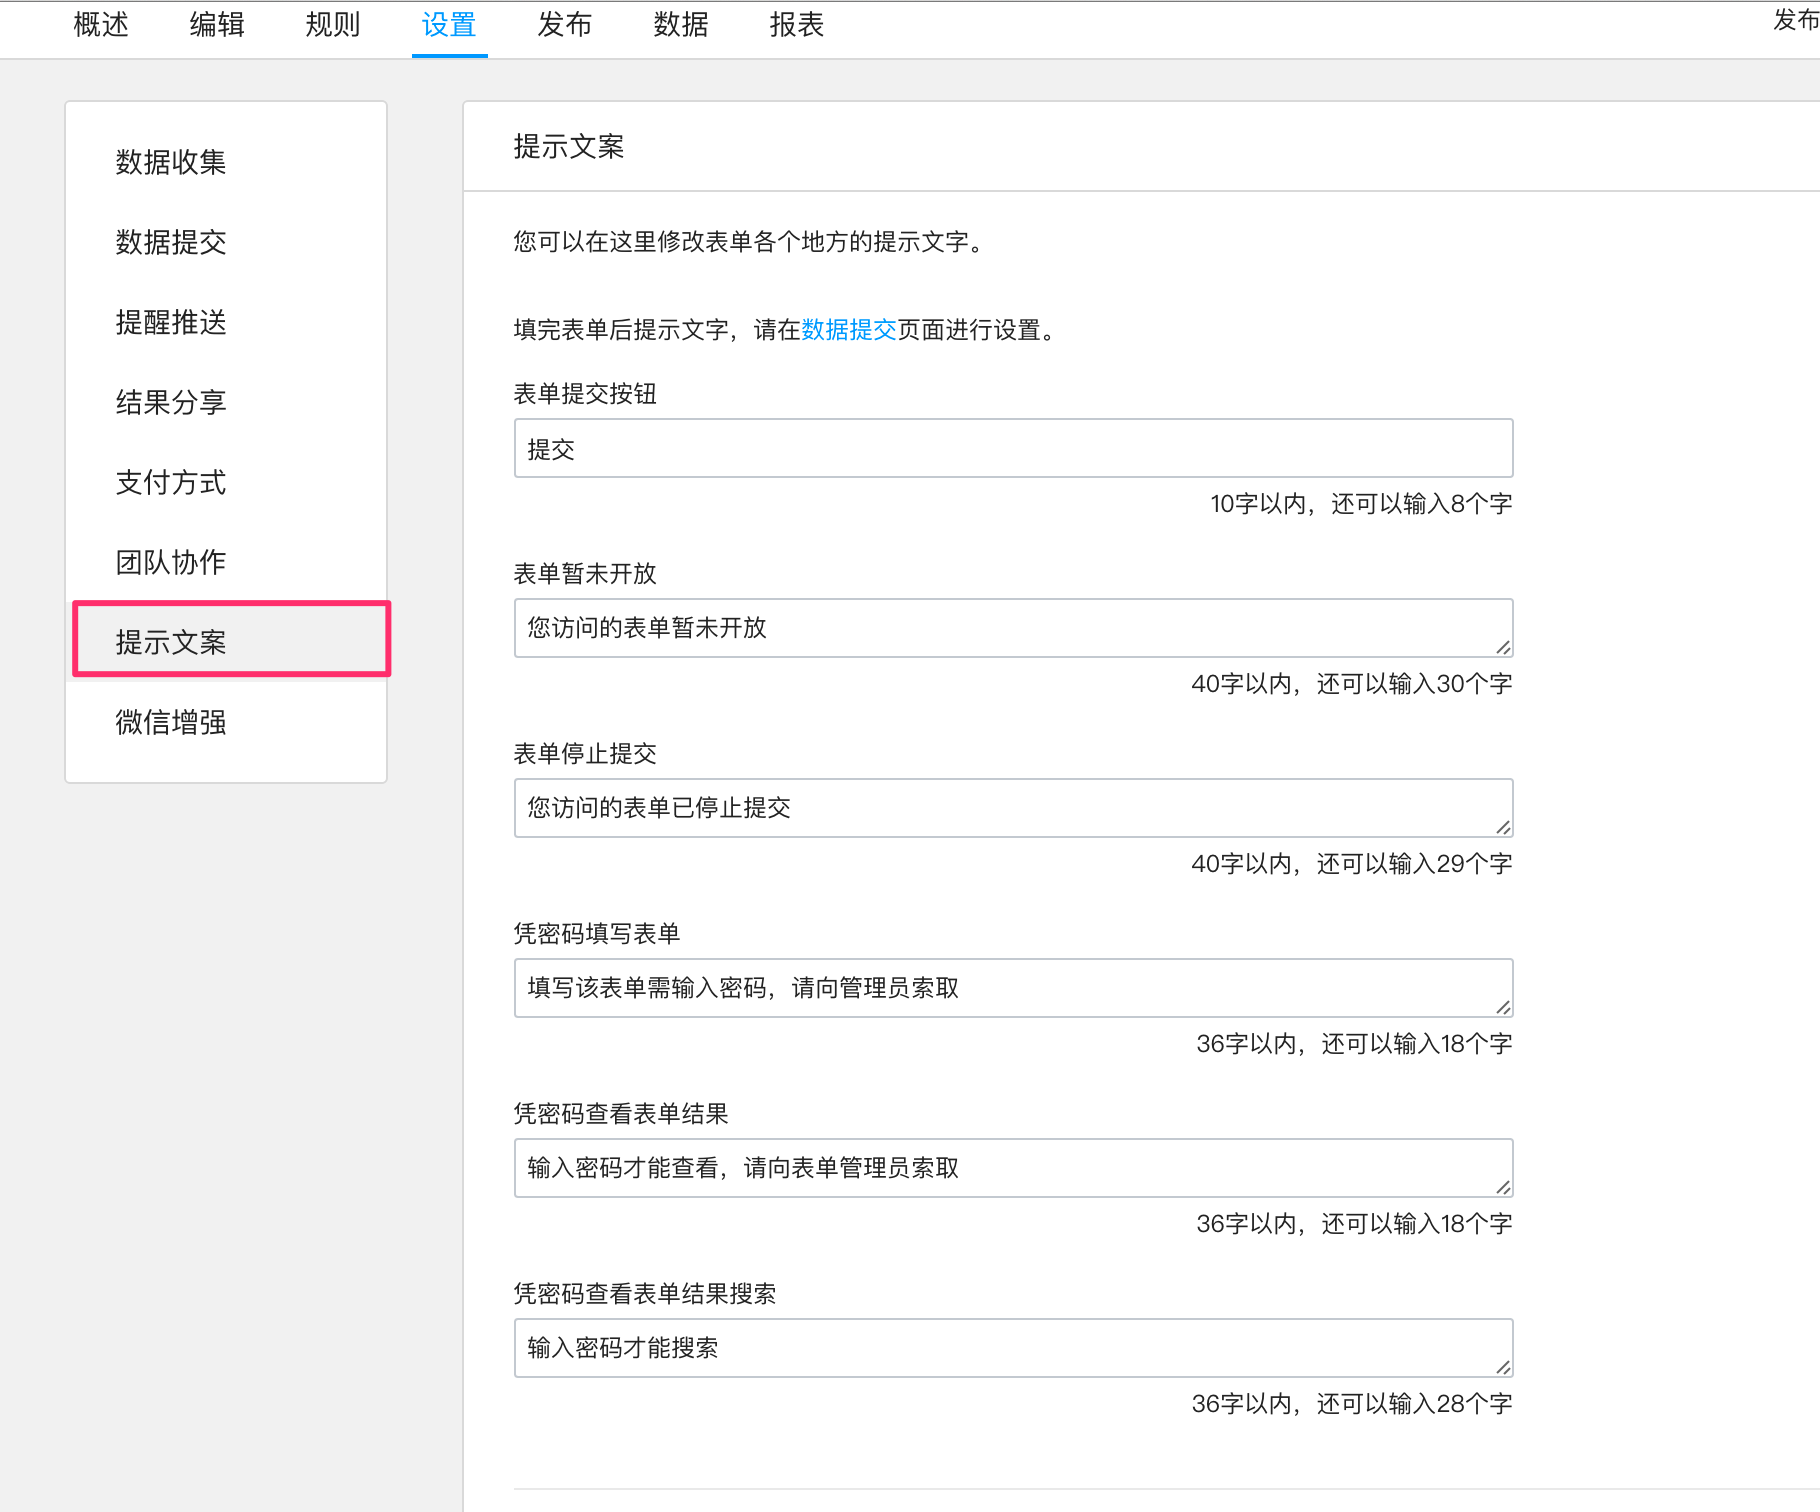 概述 编辑 规则 设置 发布 数据 报表 发布
数据收集
数据提交
提醒推送
结果分享
支付方式
团队协作
提示文案
微信增强
提示文案
您可以在这里修改表单各个地方的提示文字。
填完表单后提示文字，请在数据提交页面进行设置。
表单提交按钮
提交
10字以内，还可以输入8个字
表单暂未开放
您访问的表单暂未开放
40字以内，还可以输入30个字
表单停止提交
您访问的表单已停止提交
40字以内，还可以输入29个字
凭密码填写表单
填写该表单需输入密码，请向管理员索取
36字以内，还可以输入18个字
凭密码查看表单结果
输入密码才能查看，请向表单管理员索取
36字以内，还可以输入18个字
凭密码查看表单结果搜索
输入密码才能搜索
36字以内，还可以输入28个字